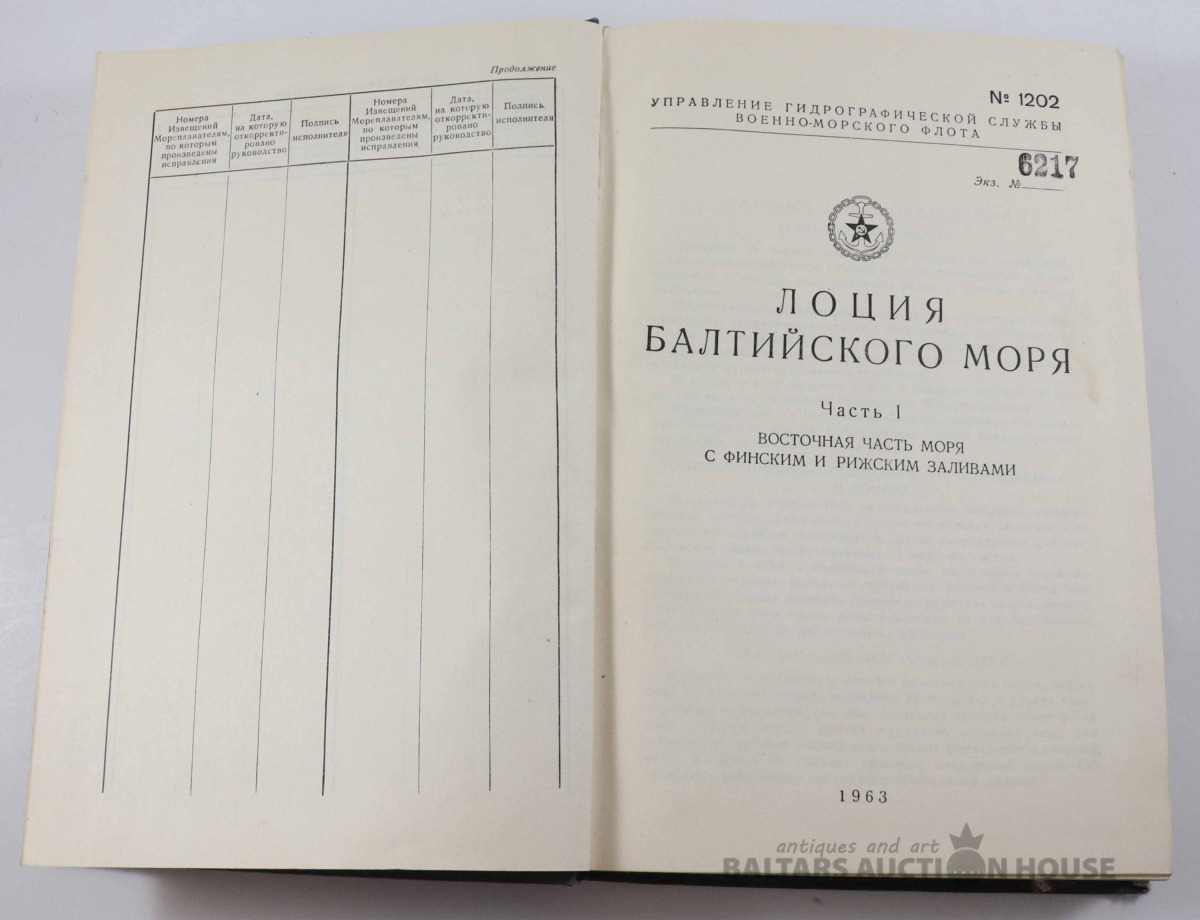 Продолжение
Номера
Извещений
Мореплавателям,
по которым
произведены
исправления
Дата,
на которую
откорректи-
ровано
руководство
Подпись
исполнителя
Номера
Извещений
Мореплавателям,
по которым
произведены
исправления
Дата,
на которую
откорректи-
ровано
руководство
Подпись
исполнителя
№ 1202
УПРАВЛЕНИЕ ГИДРОГРАФИЧЕСКОЙ СЛУЖБЫ
ВОЕННО-МОРСКОГО ФЛОТА
6217
Экз. №
ЛОЦИЯ
БАЛТИЙСКОГО МОРЯ
Часть I
ВОСТОЧНАЯ ЧАСТЬ МОРЯ
С ФИНСКИМ И РИЖСКИМ ЗАЛИВАМИ
1963
antiques and art
BALTARS AUCTION HOUSE